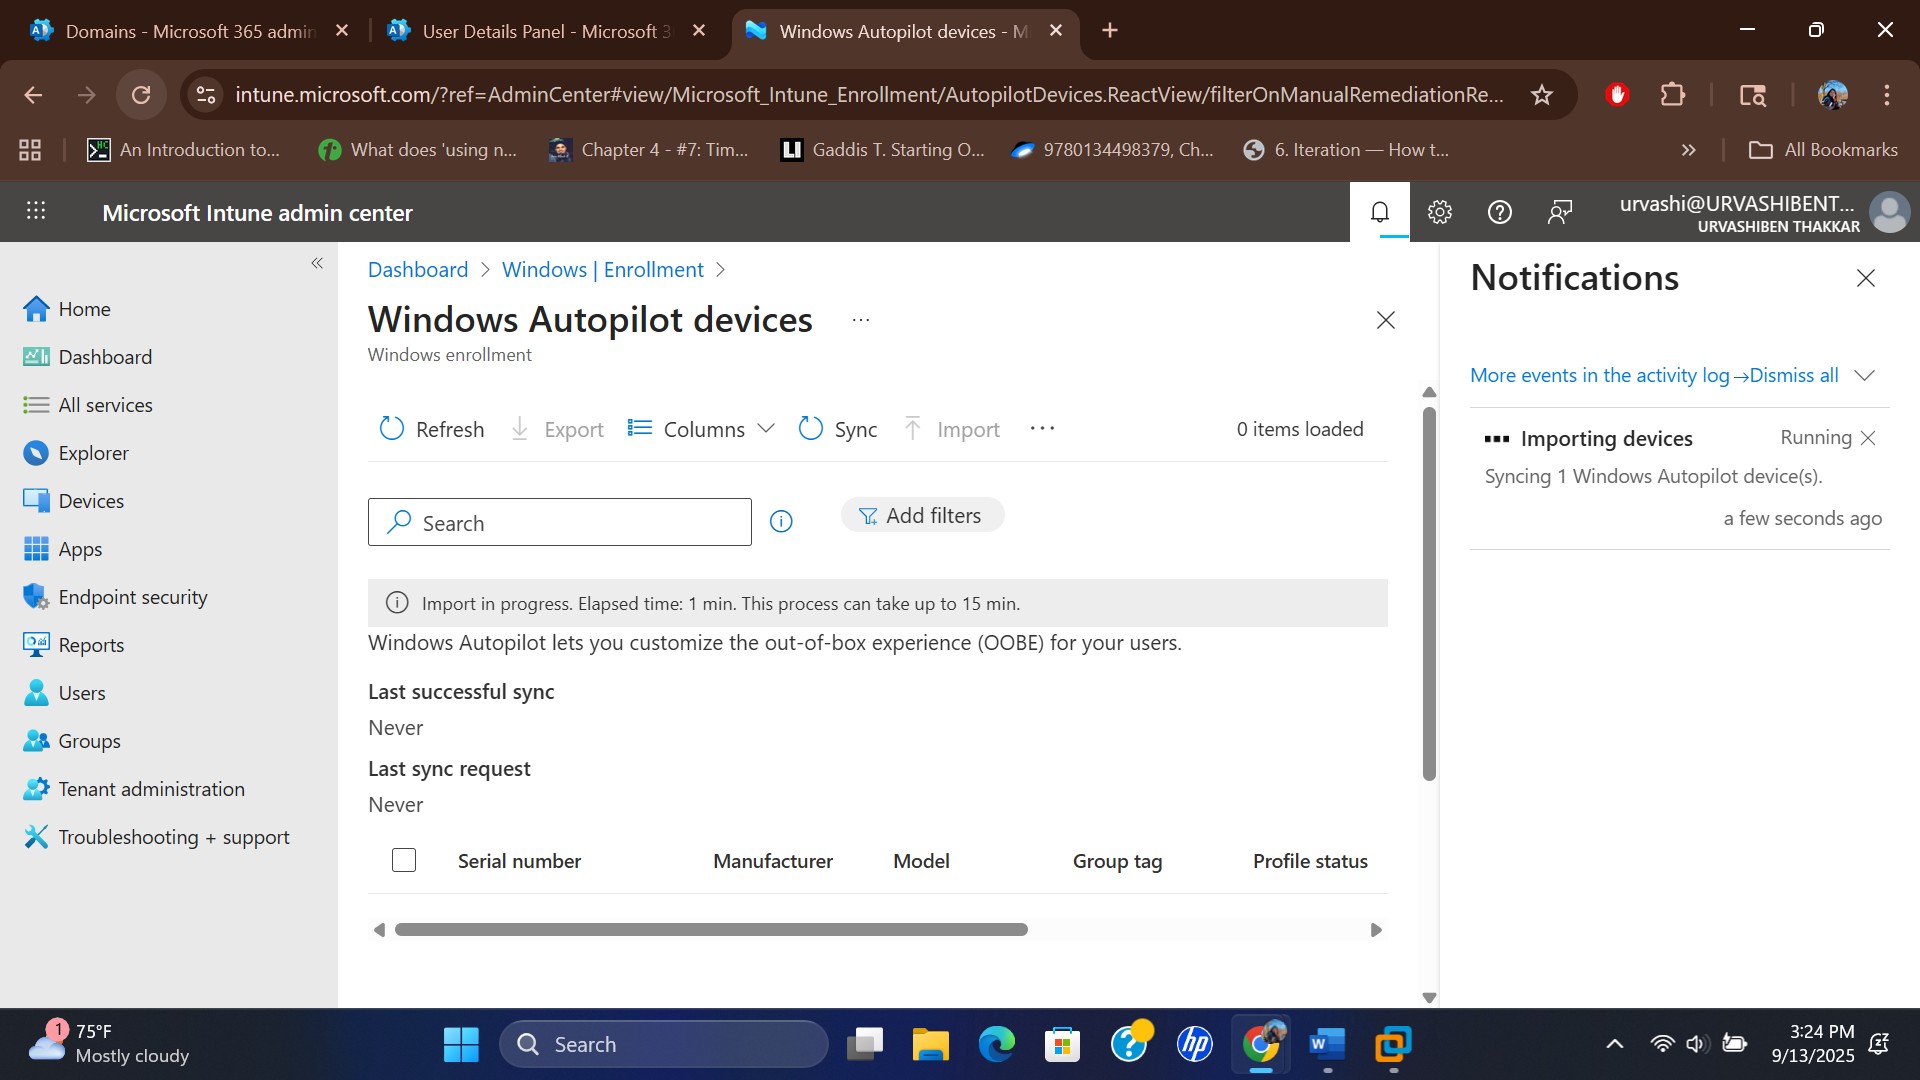 Domains - Microsoft 365 admin
User Details Panel - Microsoft 3
Windows Autopilot devices - M
intune.microsoft.com/?ref=AdminCenter#view/Microsoft_Intune_Enrollment/AutopilotDevices.ReactView/filterOnManualRemediationRe...
An Introduction to...
What does 'using n...
Chapter 4 - #7: Tim...
Gaddis T. Starting O...
9780134498379, Ch...
6. Iteration — How t...
All Bookmarks
Microsoft Intune admin center
urvashi@URVASHIBENT...
URVASHIBEN THAKKAR
Home
Dashboard
All services
Explorer
Devices
Apps
Endpoint security
Reports
Users
Groups
Tenant administration
Troubleshooting + support
Dashboard > Windows | Enrollment >
Windows Autopilot devices ...
Windows enrollment
Refresh Export Columns Sync Import ... 0 items loaded
Search
Add filters
Import in progress. Elapsed time: 1 min. This process can take up to 15 min.
Windows Autopilot lets you customize the out-of-box experience (OOBE) for your users.
Last successful sync
Never
Last sync request
Never
Serial number Manufacturer Model Group tag Profile status
Notifications
More events in the activity log→ Dismiss all
Importing devices Running
Syncing 1 Windows Autopilot device(s).
a few seconds ago
1
75°F
Mostly cloudy
Search
3:24 PM
9/13/2025